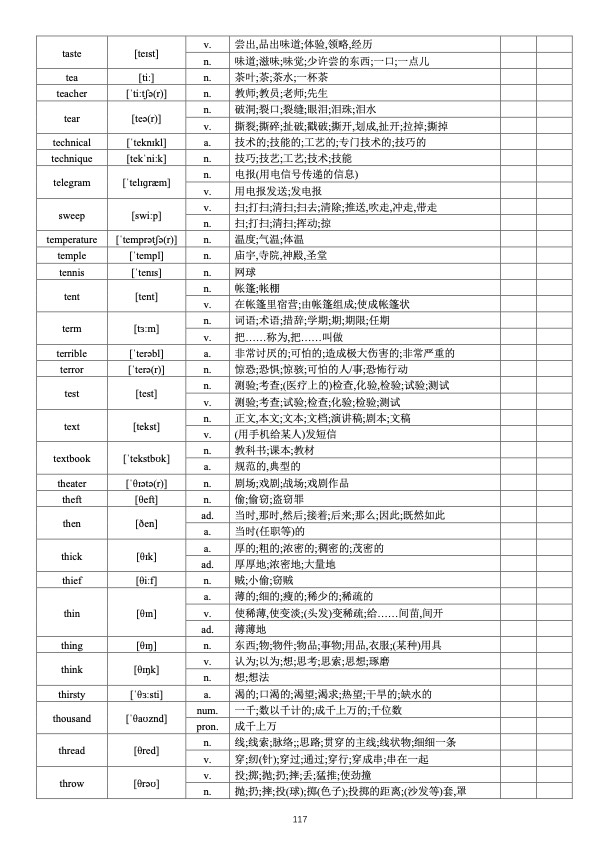 taste [teɪst] v. 尝出,品出味道;体验,领略,经历
n. 味道;滋味;味觉;少许尝的东西;一口;一点儿
tea [tiː] n. 茶叶;茶;茶水;一杯茶
teacher [ˈtiːtʃə(r)] n. 教师;教员;老师;先生
tear [teə(r)] n. 破洞;裂口;裂缝;眼泪;泪珠;泪水
v. 撕裂;撕碎;扯破;戳破;撕开,划成,扯开;拉掉;撕掉
technical [ˈteknɪkl] a. 技术的;技能的;工艺的;专门技术的;技巧的
technique [tekˈniːk] n. 技巧;技艺;工艺;技术;技能
telegram [ˈtelɪɡræm] n. 电报(用电信号传递的信息)
v. 用电报发送;发电报
sweep [swiːp] v. 扫;打扫;清扫;扫去;清除;推送,吹走,冲走,带走
n. 扫;打扫;清扫;挥动;掠
temperature [ˈtemprətʃə(r)] n. 温度;气温;体温
temple [ˈtempl] n. 庙宇,寺院,神殿,圣堂
tennis [ˈtenɪs] n. 网球
tent [tent] n. 帐篷;帐棚
v. 在帐篷里宿营;由帐篷组成;使成帐篷状
term [tɜːm] n. 词语;术语;措辞;学期;期;期限;任期
v. 把……称为,把……叫做
terrible [ˈterəbl] a. 非常讨厌的;可怕的;造成极大伤害的;非常严重的
terror [ˈterə(r)] n. 惊恐;恐惧;惊骇;可怕的人/事;恐怖行动
test [test] n. 测验;考查;(医疗上的)检查,化验,检验;试验;测试
v. 测验;考查;试验;检查;化验;检验;测试
text [tekst] n. 正文,本文;文本;文档;演讲稿;剧本;文稿
v. (用手机给某人)发短信
textbook [ˈtekstbʊk] n. 教科书;课本;教材
a. 规范的,典型的
theater [ˈθɪətə(r)] n. 剧场;戏剧;战场;戏剧作品
theft [θeft] n. 偷;偷窃;盗窃罪
then [ðen] ad. 当时,那时,然后;接着;后来;那么;因此;既然如此
a. 当时(任职等)的
thick [θɪk] a. 厚的;粗的;浓密的;稠密的;茂密的
ad. 厚厚地;浓密地;大量地
thief [θiːf] n. 贼;小偷;窃贼
thin [θɪn] a. 薄的;细的;瘦的;稀少的;稀疏的
v. 使稀薄,使变淡;(头发)变稀疏;给……间苗,间开
ad. 薄薄地
thing [θɪŋ] n. 东西;物;物件;物品;事物;用品,衣服;(某种)用具
think [θɪŋk] v. 认为;以为;想;思考;思索;思想;琢磨
n. 想;想法
thirsty [ˈθɜːsti] a. 渴的;口渴的;渴望;渴求;热望;干旱的;缺水的
thousand [ˈθaʊznd] num. 一千;数以千计的;成千上万的;千位数
pron. 成千上万
thread [θred] n. 线;线索;脉络;;思路;贯穿的主线;线状物;细细一条
v. 穿;纫(针);穿过;通过;穿行;穿成串;串在一起
throw [θrəʊ] v. 投;掷;抛;扔;摔;丢;猛推;使劲撞
n. 抛;扔;摔;投(球);掷(色子);投掷的距离;(沙发等)套,罩
117